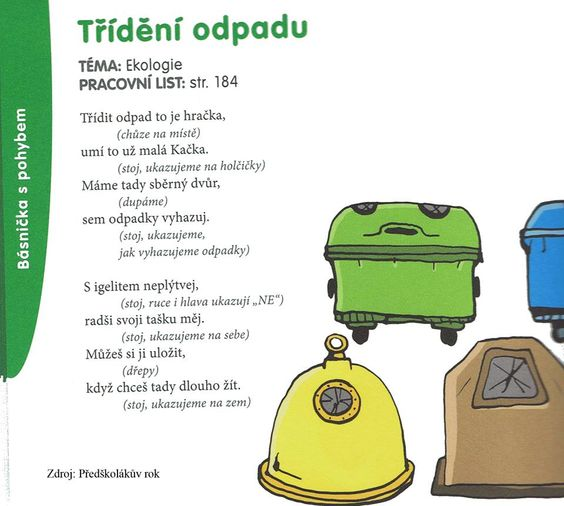 Třídění odpadu
TÉMA: Ekologie
PRACOVNÍ LIST: str. 184
Básnička s pohybem
Třídit odpad to je hračka,
(chůze na místě)
umí to už malá Kačka.
(stoj, ukazujeme na holčičky)
Máme tady sběrný dvůr,
(dupáme)
sem odpadky vyhazuj.
(stoj, ukazujeme,
jak vyhazujeme odpadky)
S igelitem neplýtvej,
(stoj, ruce i hlava ukazují „NE“)
radši svoji tašku měj.
(stoj, ukazujeme na sebe)
Můžeš si ji uložit,
(dřepy)
když chceš tady dlouho žít.
(stoj, ukazujeme na zem)
Zdroj: Předškolákův rok